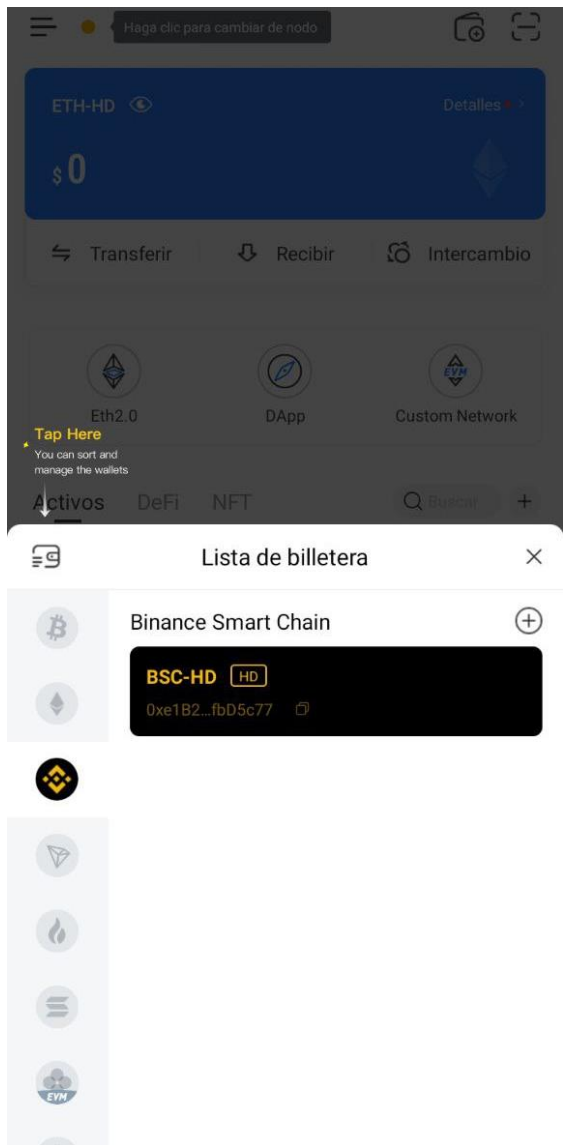 Haga clic para cambiar de nodo
ETH-HD
Detalles
$ 0
Transferir
Recibir
Intercambio
Eth2.0
DApp
EVM
Custom Network
Tap Here
You can sort and
manage the wallets
Activos
DeFi
NFT
Buscar
Lista de billetera
Binance Smart Chain
BSC-HD
HD
0xe1B2...fbD5c77
EVM